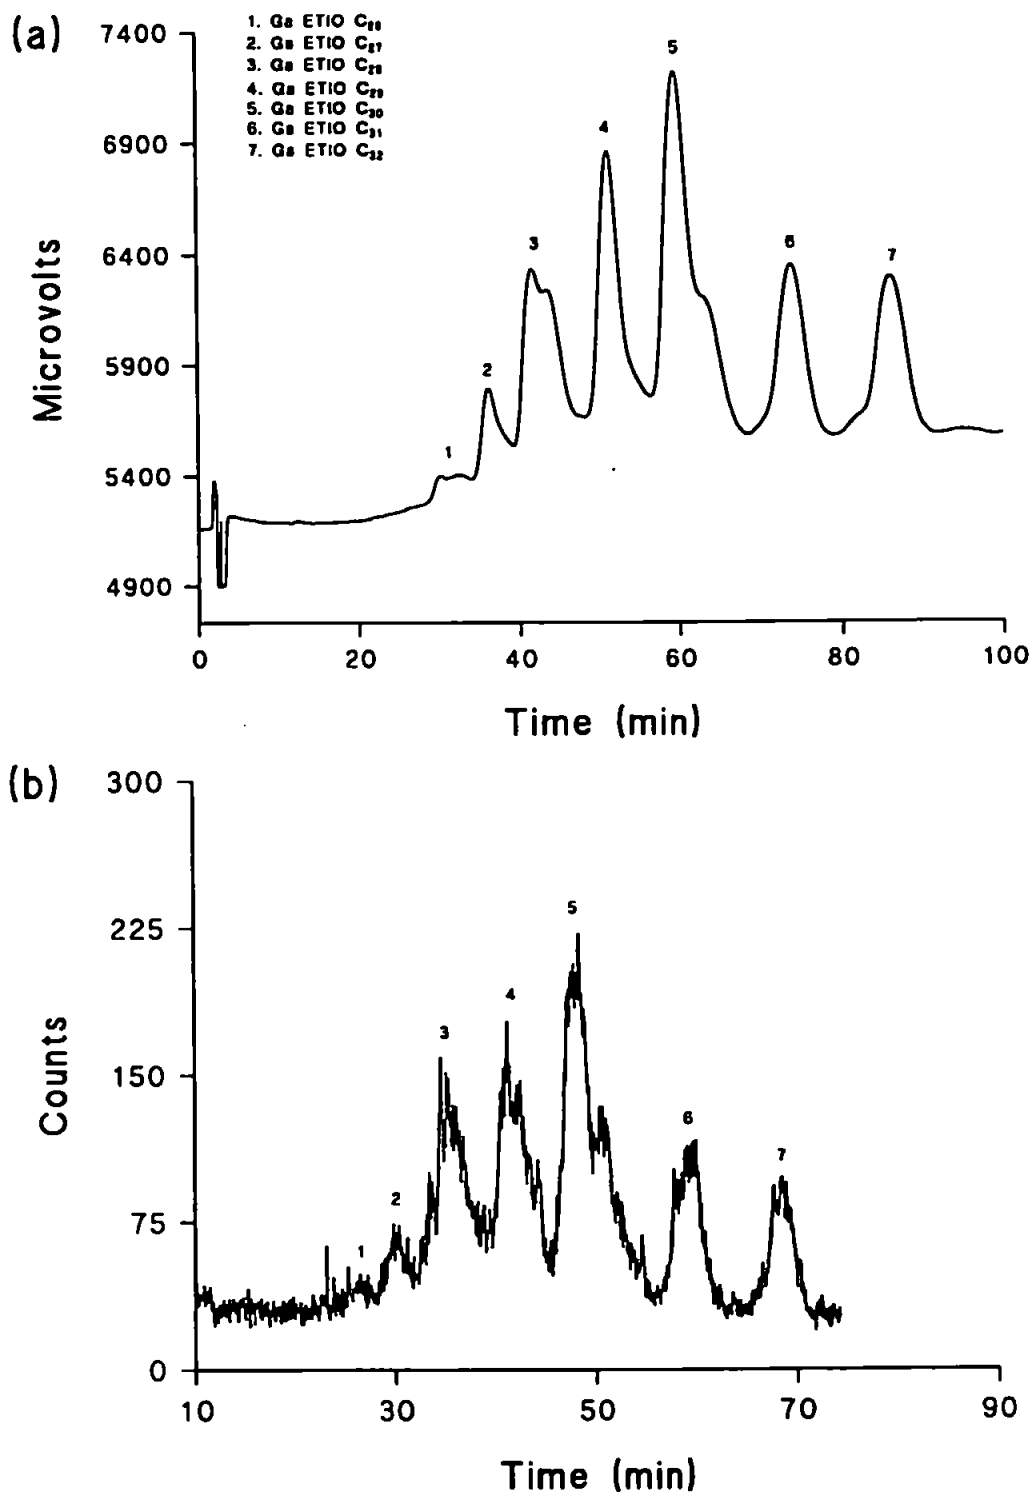 (a)
1. Ga ETIO C₂₆
2. Ga ETIO C₂₇
3. Ga ETIO C₂₈
4. Ga ETIO C₂₉
5. Ga ETIO C₃₀
6. Ga ETIO C₃₁
7. Ga ETIO C₃₂
7400
6900
6400
5900
5400
4900
Microvolts
1
2
3
4
5
6
7
0 20 40 60 80 100
Time (min)
(b)
300
225
150
75
0
Counts
1
2
3
4
5
6
7
10 30 50 70 90
Time (min)